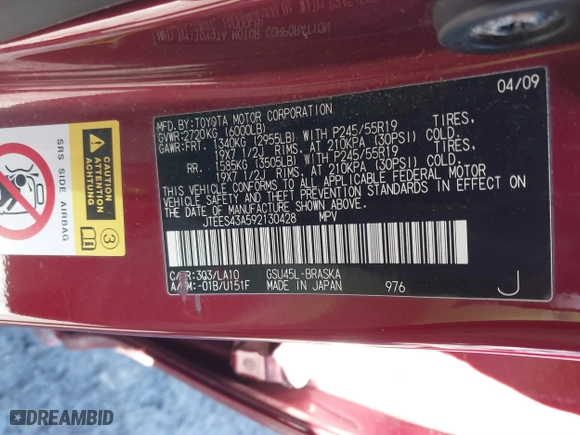 04/09
MFD.BY:TOYOTA MOTOR CORPORATION
GVWR:2720KG (6000LB)
GAWR:FRT. 1340KG (2955LB) WITH P245/55R19 TIRES,
19X7 1/2J RIMS, AT 210KPA (30PSI) COLD.
RR. 1585KG (3505LB) WITH P245/55R19 TIRES,
19X7 1/2J RIMS, AT 210KPA (30PSI) COLD.
THIS VEHICLE CONFORMS TO ALL APPLICABLE FEDERAL MOTOR
VEHICLE SAFETY AND THEFT PREVENTION STANDARDS IN EFFECT
ON THE DATE OF MANUFACTURE SHOWN ABOVE.
JTEES43A592130428 MPV
C/TR:3Q3/LA10 GSU45L-BRASKA
A/TM:-01B/U151F MADE IN JAPAN 976
J
SRS SIDE AIRBAG
CAUTION
ATTENTION
ACHTUNG
i
3
DREAMBID